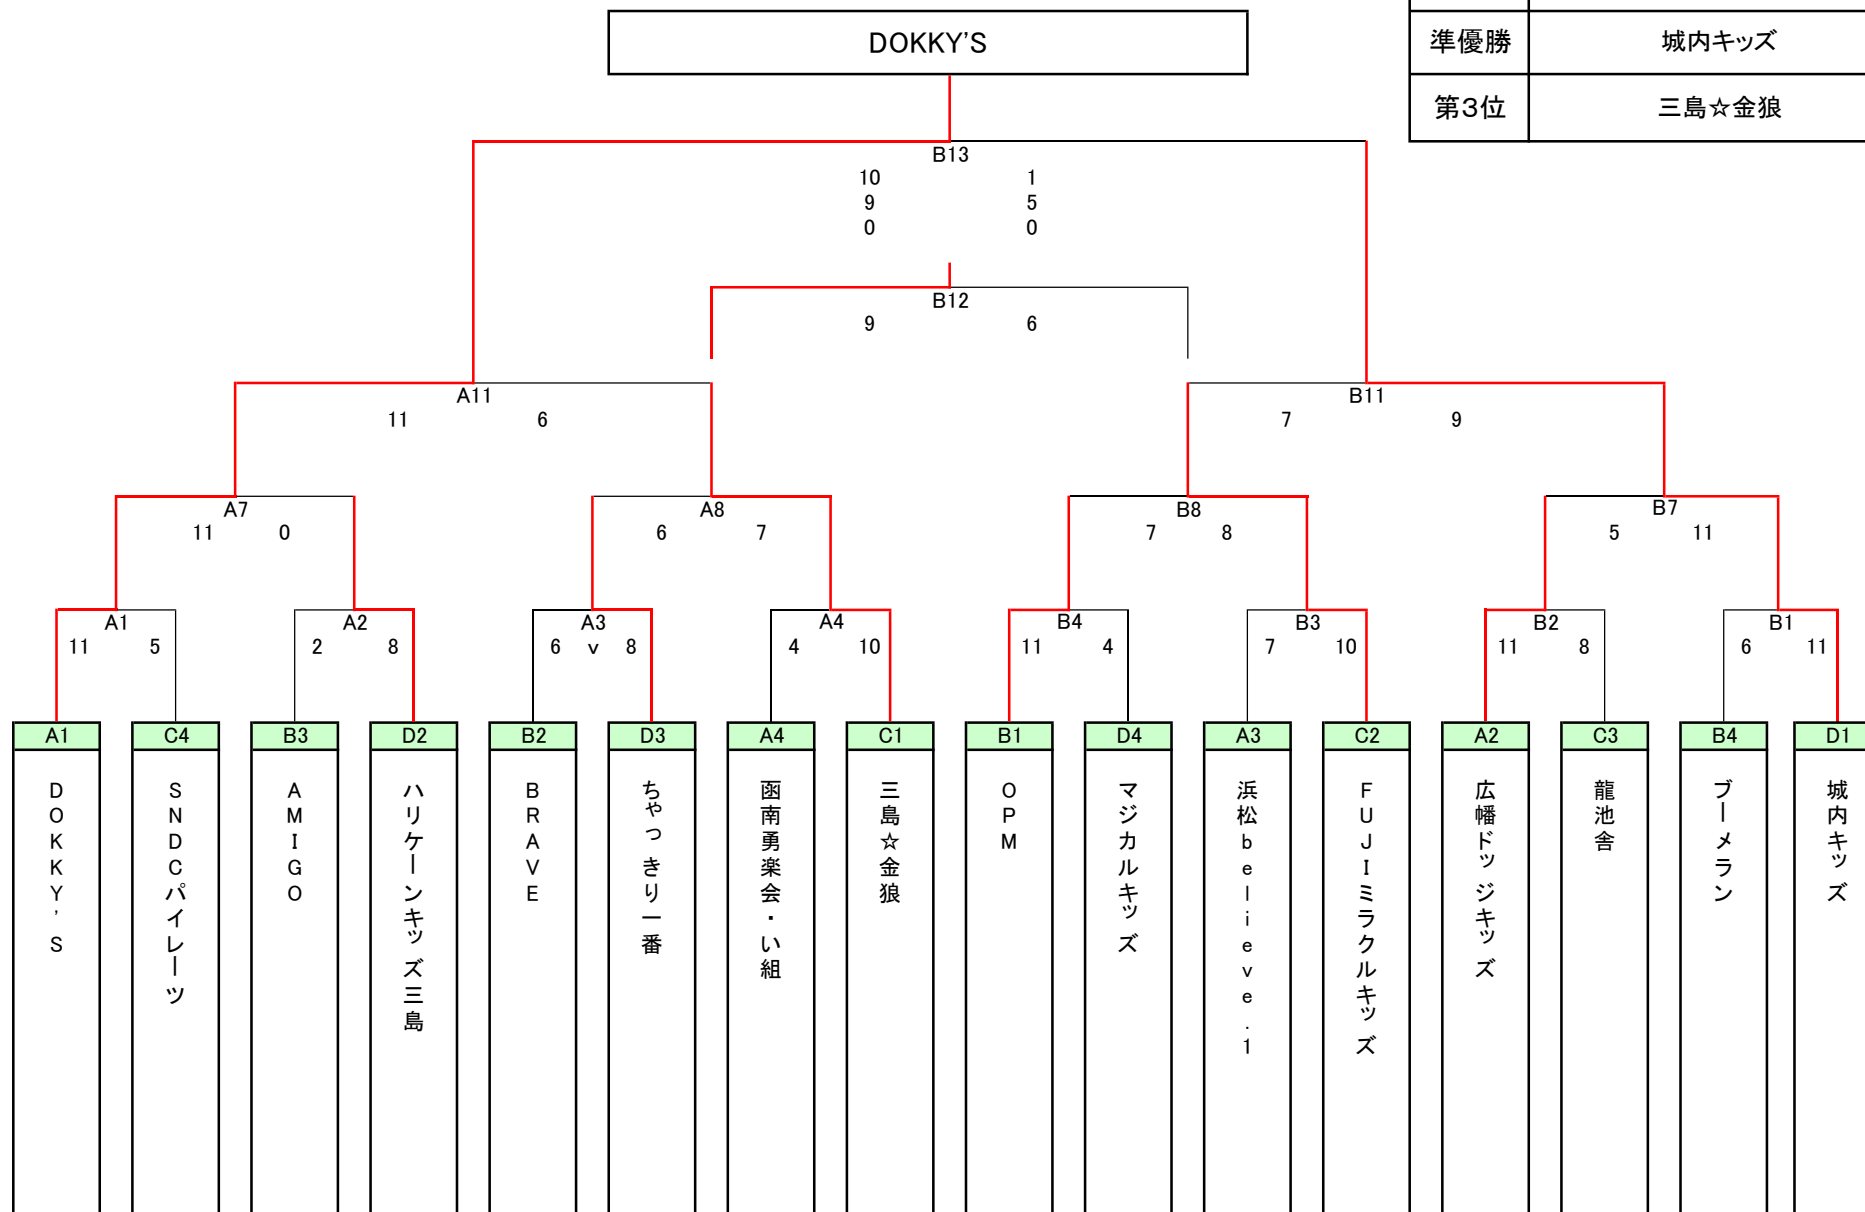 DOKKY'S
準優勝 城内キッズ
第3位 三島☆金狼
B13
10 1
9 5
0 0
B12
9 6
A11 B11
11 6 7 9
A7 A8 B8 B7
11 0 6 7 7 8 5 11
A1 A2 A3 A4 B4 B3 B2 B1
11 5 2 8 6 v 8 4 10 11 4 7 10 11 8 6 11
A1 C4 B3 D2 B2 D3 A4 C1 B1 D4 A3 C2 A2 C3 B4 D1
DOKKY'S
SNDCパイレーツ
AMIGO
ハリケーンキッズ三島
BRAVE
ちゃっきり一番
函南勇楽会・い組
三島☆金狼
OPM
マジカルキッズ
浜松believe.1
FUJIミラクルキッズ
広幡ドッジキッズ
龍池舎
ブーメラン
城内キッズ